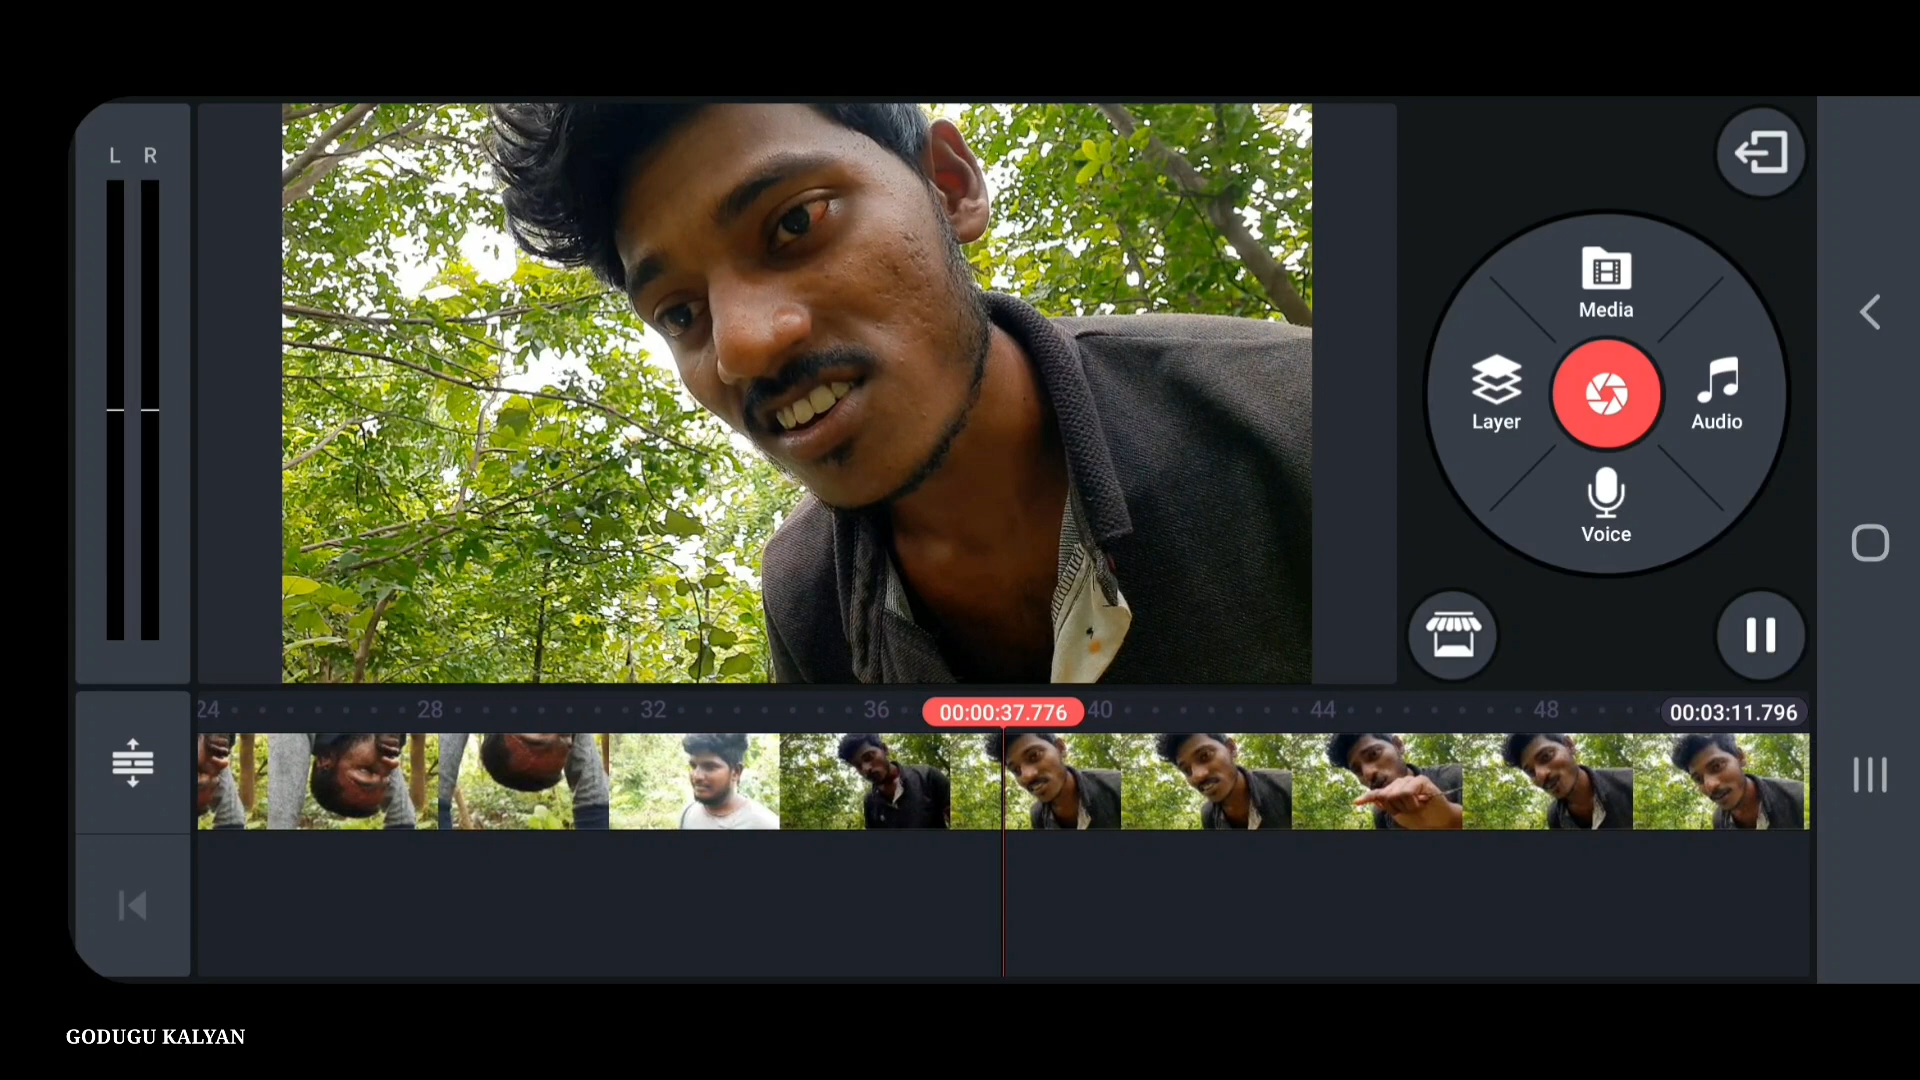 L R
Media
Layer
Audio
Voice
24 28 32 36 00:00:37.776 40 44 48 00:03:11.796
GODUGU KALYAN